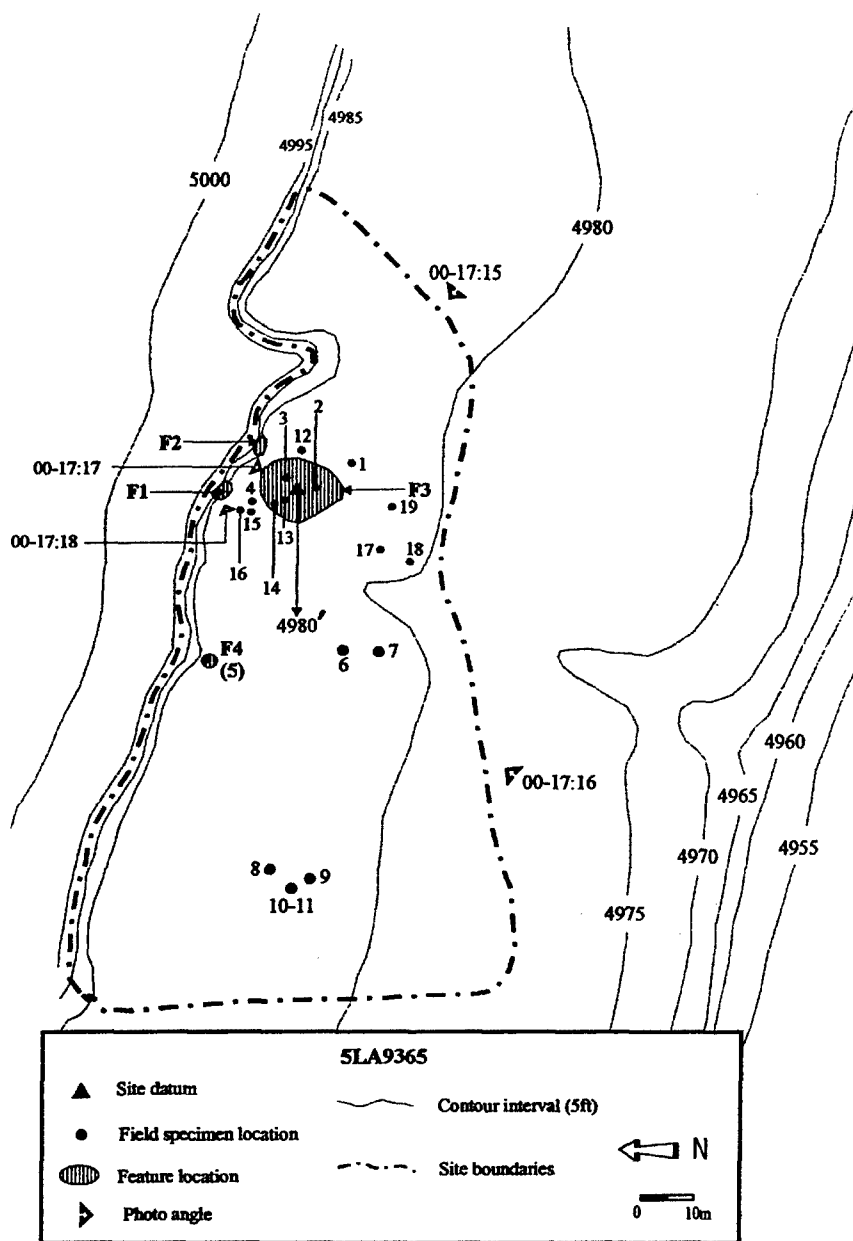 4985
4995
5000
4980
00-17:15
F2
3
2
12
1
00-17:17
F1
F3
4
19
15
13
00-17:18
17
18
16
14
4980'
F4
(5)
6
7
00-17:16
4960
4965
4955
4970
4975
8
9
10-11
5LA9365
Site datum
Contour interval (5ft)
Field specimen location
N
Feature location
Site boundaries
Photo angle
0 10m